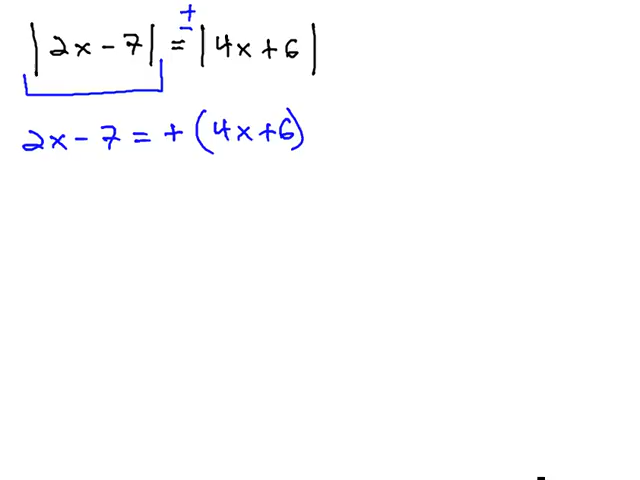 ±
|2x - 7| = |4x + 6|
2x - 7 = + (4x + 6)